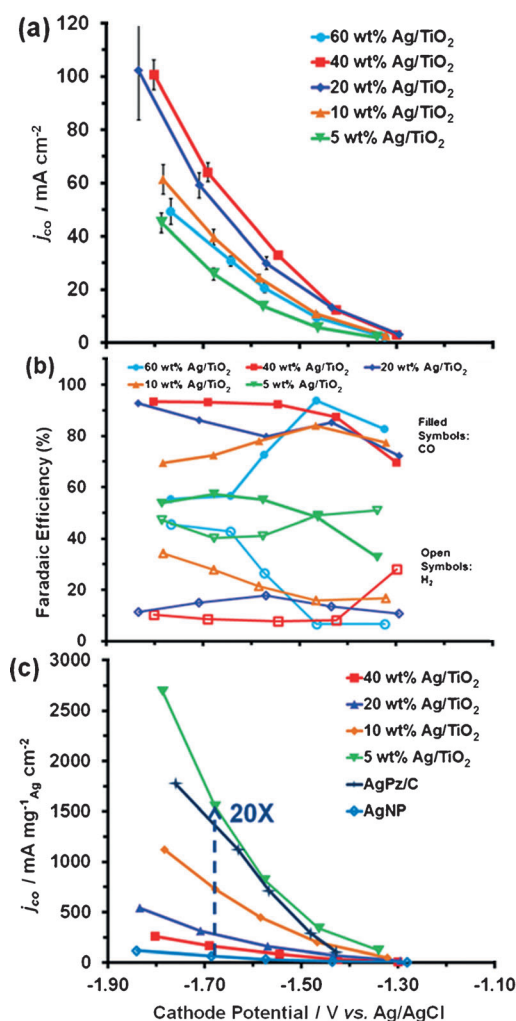 (a)
120
100
80
60
40
20
0
j_co / mA cm⁻²
60 wt% Ag/TiO₂
40 wt% Ag/TiO₂
20 wt% Ag/TiO₂
10 wt% Ag/TiO₂
5 wt% Ag/TiO₂
(b)
60 wt% Ag/TiO₂ 40 wt% Ag/TiO₂ 20 wt% Ag/TiO₂
10 wt% Ag/TiO₂ 5 wt% Ag/TiO₂
100
80
60
40
20
0
Faradaic Efficiency (%)
Filled
Symbols:
CO
Open
Symbols:
H₂
(c)
3000
2500
2000
1500
1000
500
0
j_co / mA mg⁻¹_Ag cm⁻²
40 wt% Ag/TiO₂
20 wt% Ag/TiO₂
10 wt% Ag/TiO₂
5 wt% Ag/TiO₂
AgPz/C
AgNP
20X
-1.90 -1.70 -1.50 -1.30 -1.10
Cathode Potential / V vs. Ag/AgCl